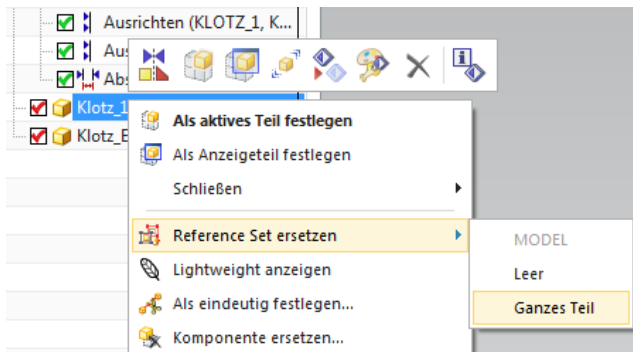 Ausrichten (KLOTZ_1, K...
Aus
Abs
Klotz_1
Klotz_E
Als aktives Teil festlegen
Als Anzeigeteil festlegen
Schließen
Reference Set ersetzen
Lightweight anzeigen
Als eindeutig festlegen...
Komponente ersetzen...
MODEL
Leer
Ganzes Teil